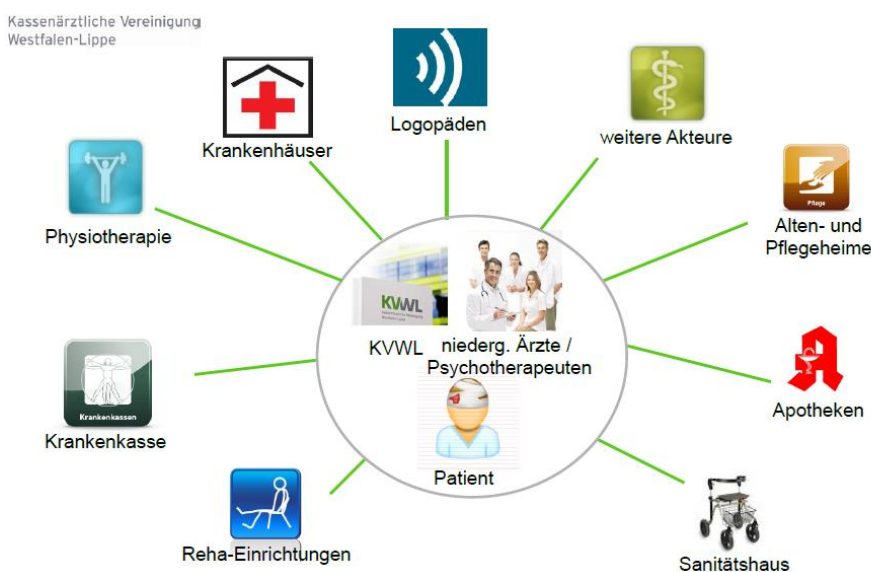 Kassenärztliche Vereinigung
Westfalen-Lippe
Krankenhäuser
Logopäden
weitere Akteure
Physiotherapie
Pflege
Alten- und
Pflegeheime
KVWL
KVWL
niederg. Ärzte /
Psychotherapeuten
Krankenkassen
Krankenkasse
Apotheken
Patient
Reha-Einrichtungen
Sanitätshaus